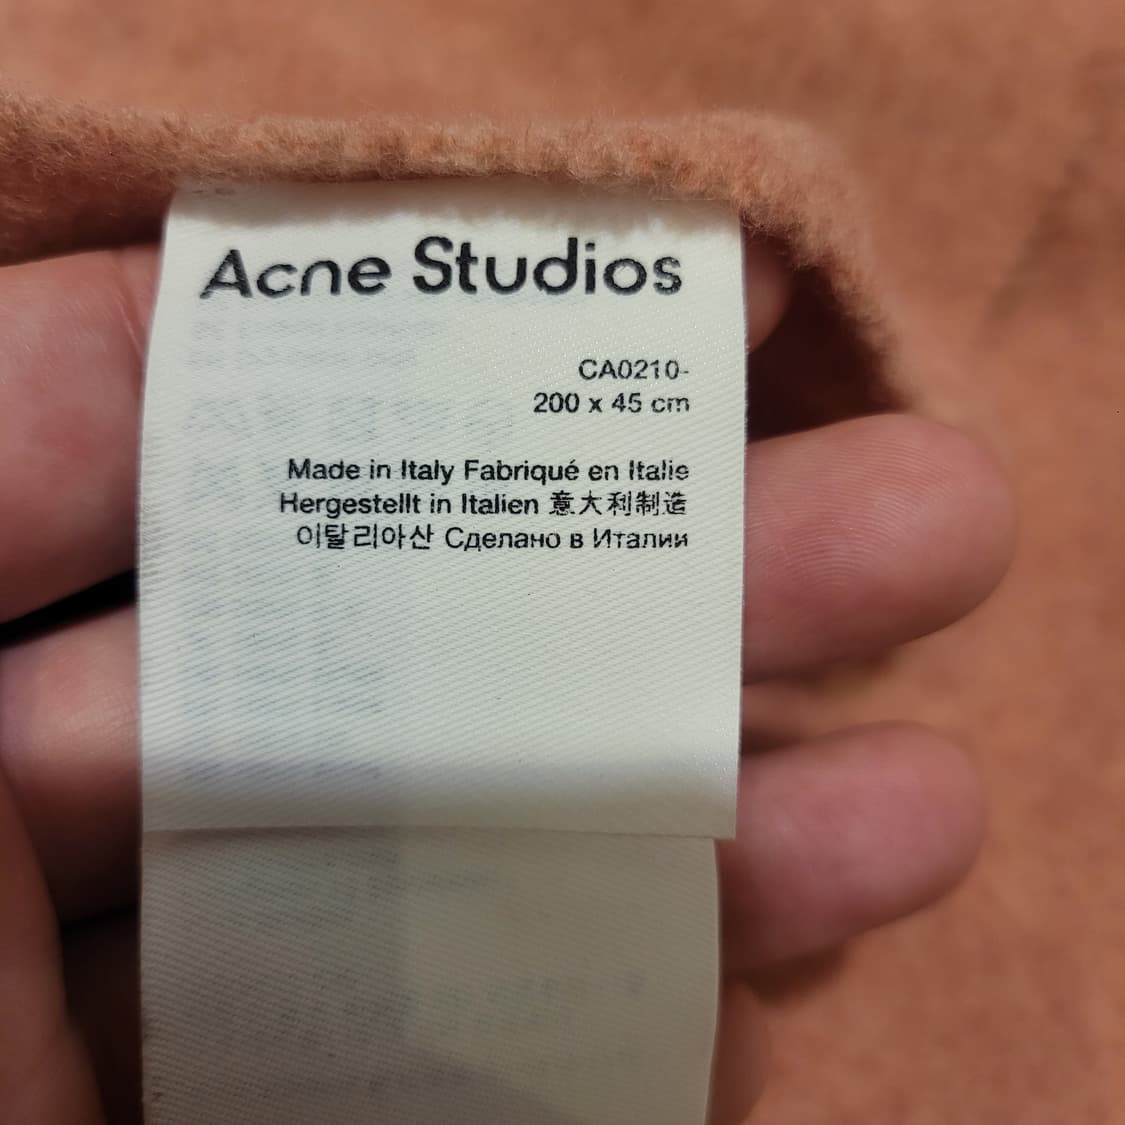 Acne Studios
CA0210-
200 x 45 cm
Made in Italy Fabriqué en Italie
Hergestellt in Italien 意大利制造
이탈리아산 Сделано в Италии